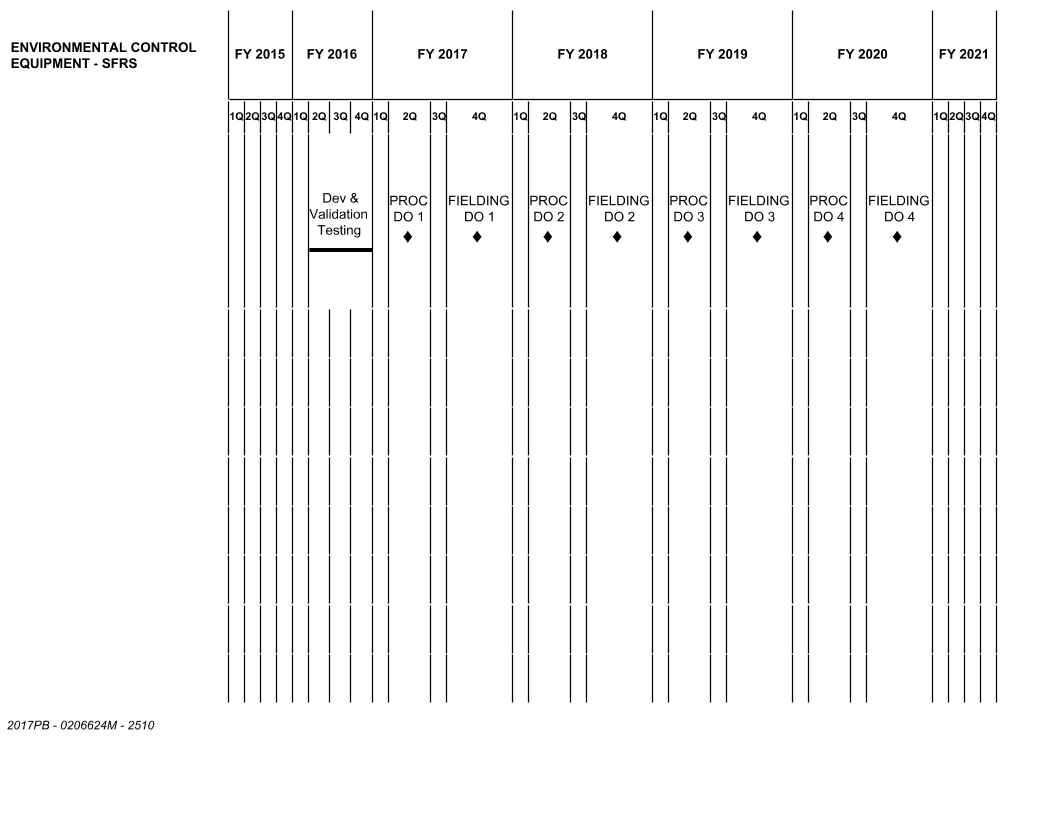 ENVIRONMENTAL CONTROL
EQUIPMENT - SFRS
FY 2015 FY 2016 FY 2017 FY 2018 FY 2019 FY 2020 FY 2021
1Q 2Q 3Q 4Q 1Q 2Q 3Q 4Q 1Q 2Q 3Q 4Q 1Q 2Q 3Q 4Q 1Q 2Q 3Q 4Q 1Q 2Q 3Q 4Q 1Q 2Q 3Q 4Q
Dev &
Validation
Testing
PROC
DO 1
FIELDING
DO 1
PROC
DO 2
FIELDING
DO 2
PROC
DO 3
FIELDING
DO 3
PROC
DO 4
FIELDING
DO 4
2017PB - 0206624M - 2510